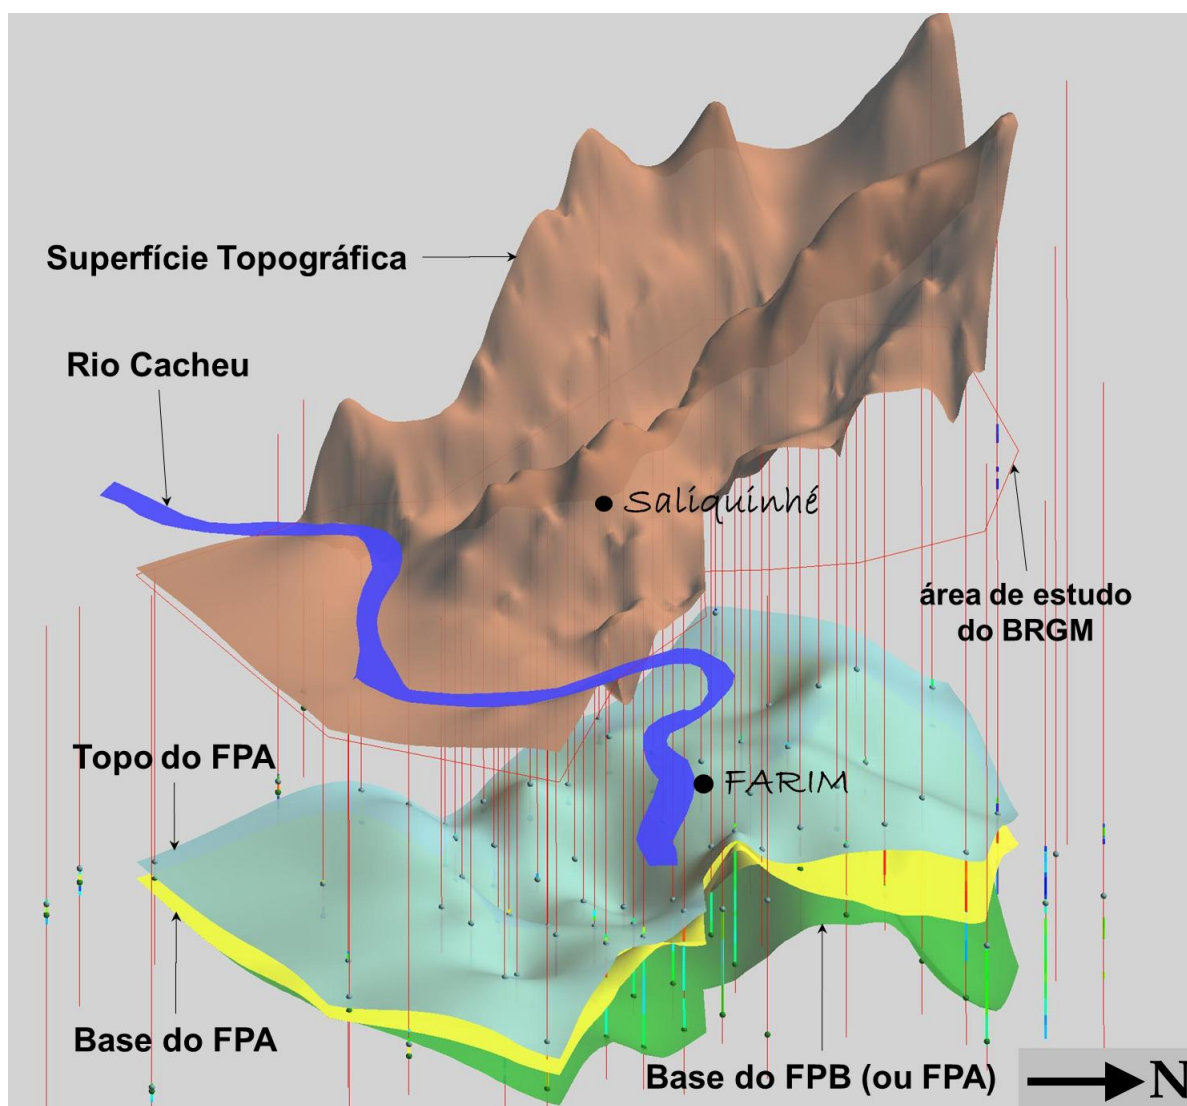 Superfície Topográfica
Rio Cacheu
Saliquinhé
área de estudo
do BRGM
Topo do FPA
FARIM
Base do FPA
Base do FPB (ou FPA)
N